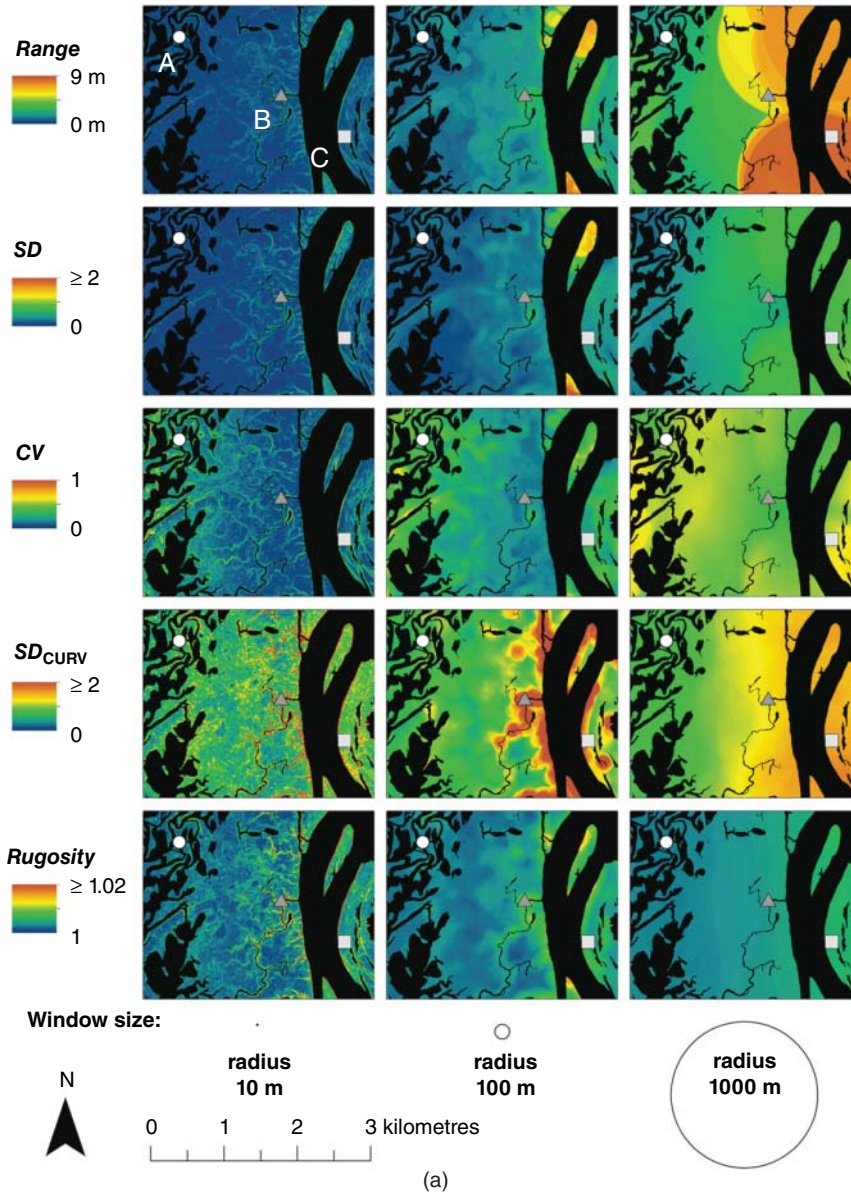 Range
9 m
0 m
A
B
C
SD
≥ 2
0
CV
1
0
SD_CURV
≥ 2
0
Rugosity
≥ 1.02
1
Window size:
radius
10 m
radius
100 m
radius
1000 m
N
0 1 2 3 kilometres
(a)